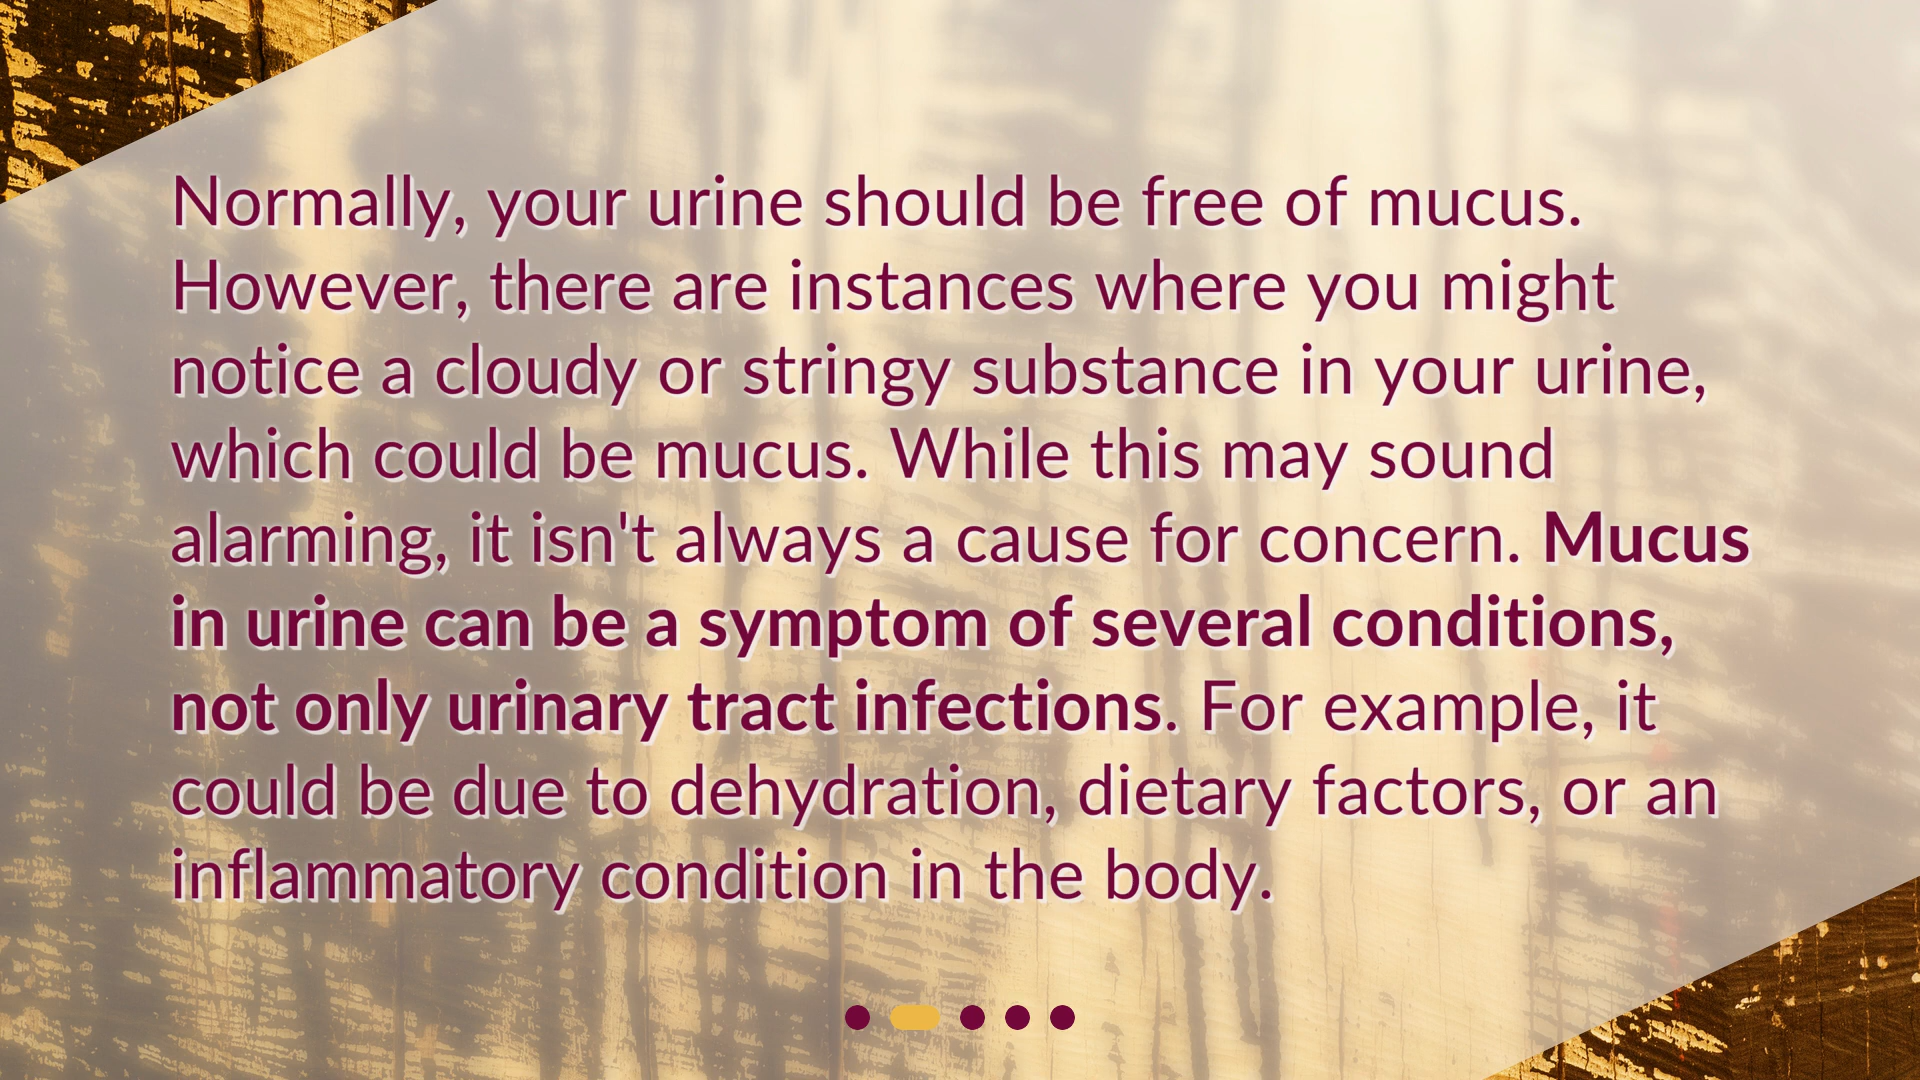 Normally, your urine should be free of mucus.
However, there are instances where you might
notice a cloudy or stringy substance in your urine,
which could be mucus. While this may sound
alarming, it isn't always a cause for concern. Mucus
in urine can be a symptom of several conditions,
not only urinary tract infections. For example, it
could be due to dehydration, dietary factors, or an
inflammatory condition in the body.